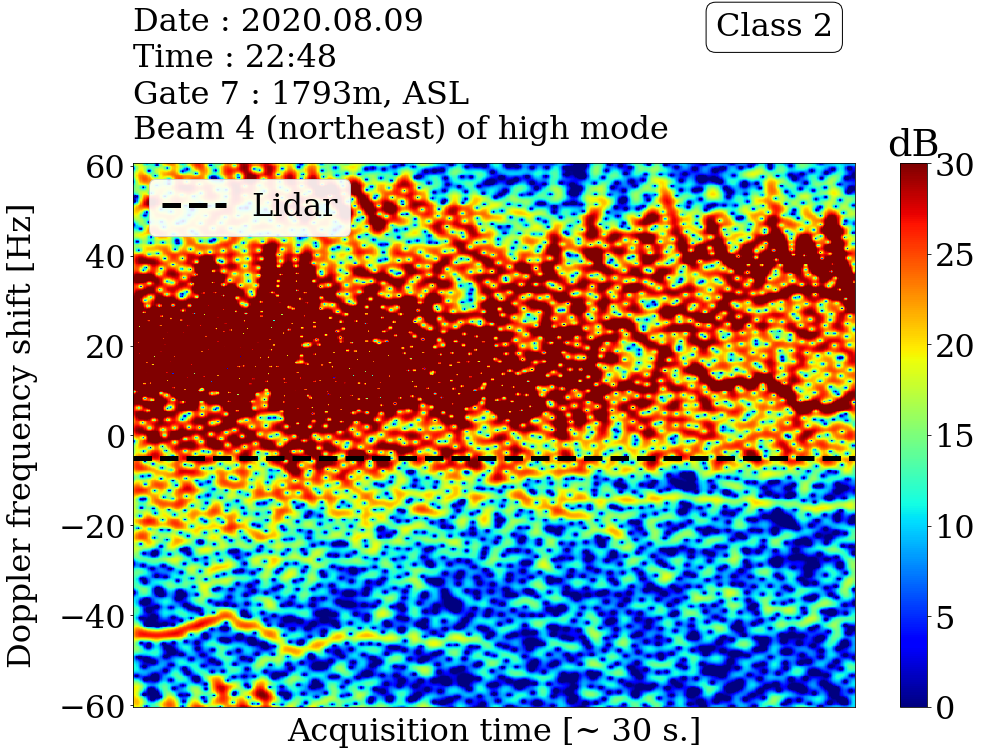 Date : 2020.08.09
Time : 22:48
Gate 7 : 1793m, ASL
Beam 4 (northeast) of high mode
Class 2
dB
Lidar
Doppler frequency shift [Hz]
60
40
20
0
−20
−40
−60
Acquisition time [~ 30 s.]
30
25
20
15
10
5
0